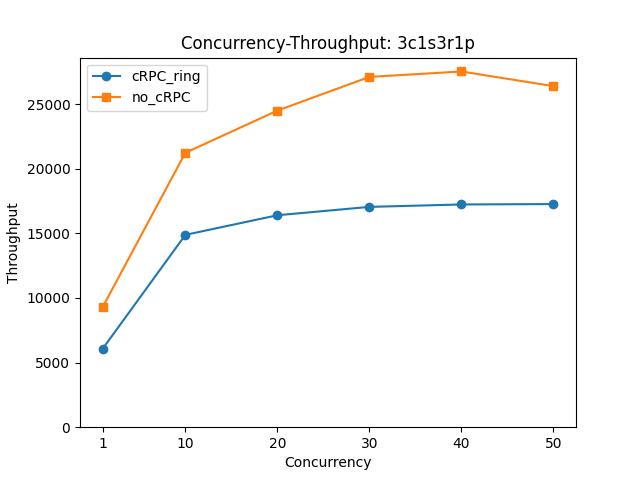 Concurrency-Throughput: 3c1s3r1p
cRPC_ring
no_cRPC
Throughput
25000
20000
15000
10000
5000
0
1 10 20 30 40 50
Concurrency